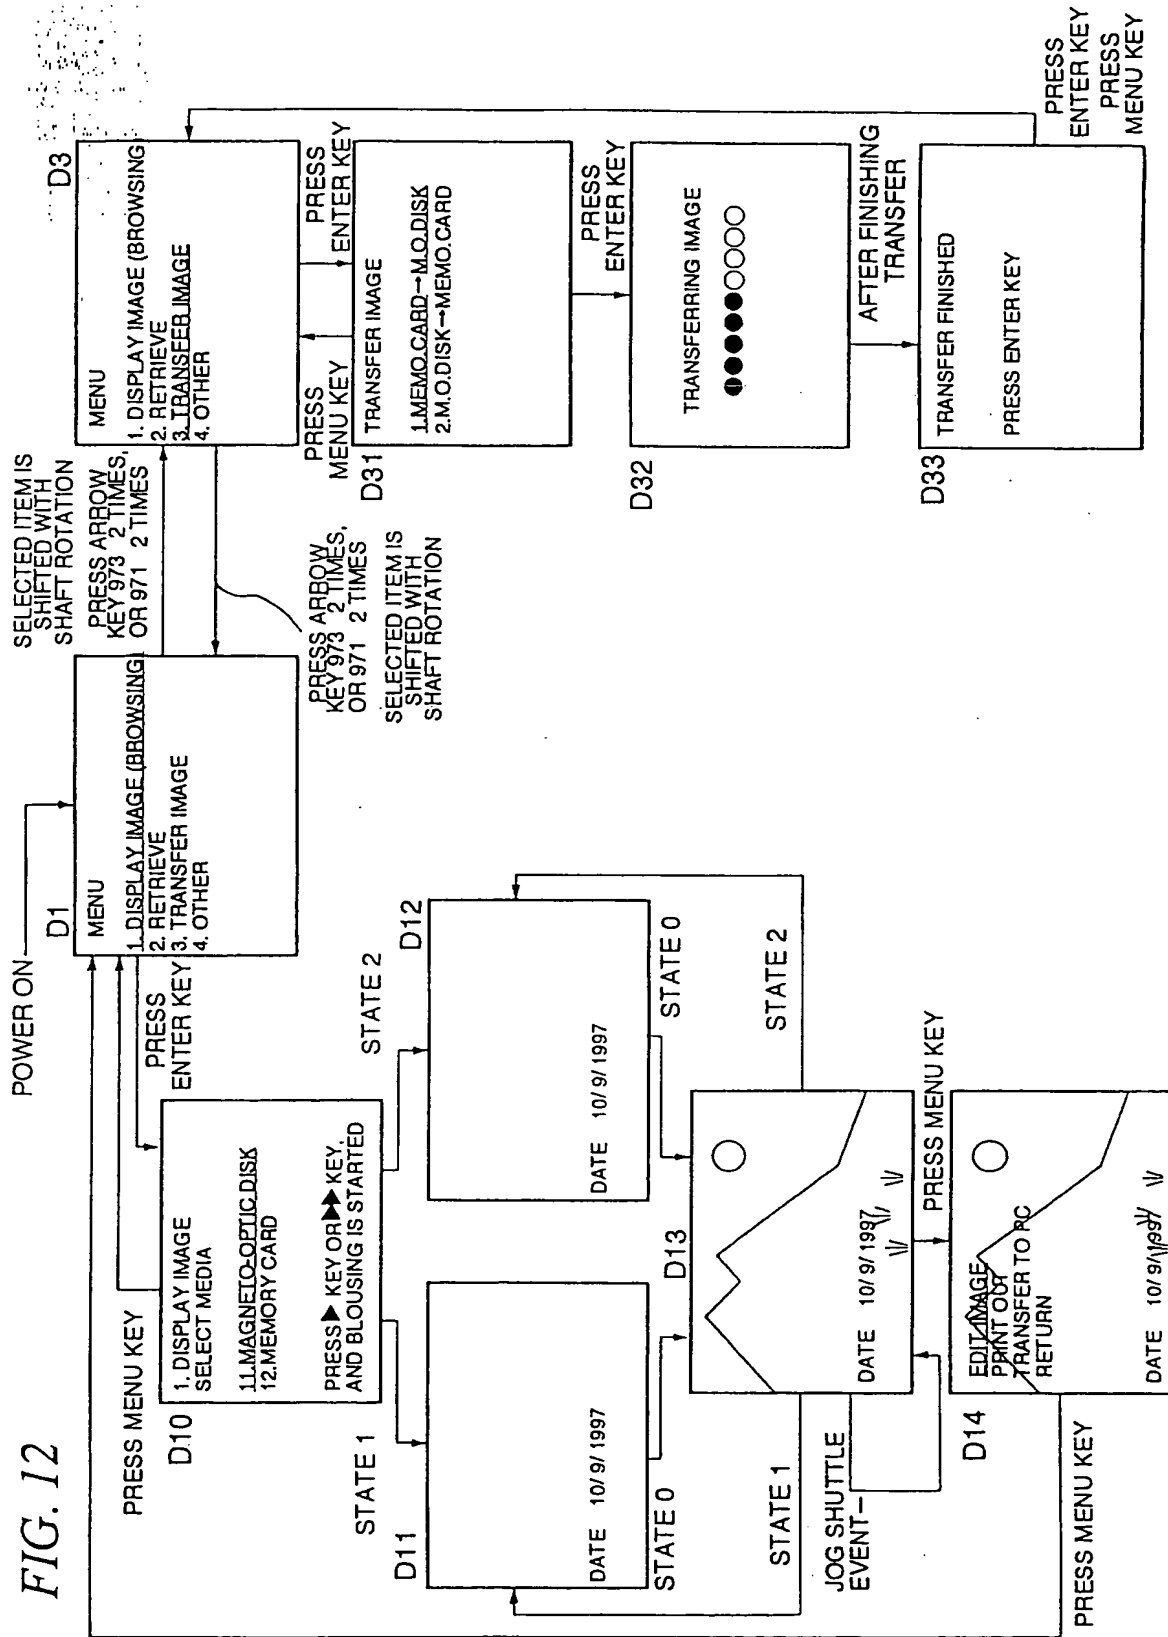 FIG. 12
POWER ON
D1
MENU
1. DISPLAY IMAGE (BROWSING)
2. RETRIEVE
3. TRANSFER IMAGE
4. OTHER
SELECTED ITEM IS
SHIFTED WITH
SHAFT ROTATION
PRESS ARROW
KEY 973 2 TIMES,
OR 971 2 TIMES
PRESS ARROW
KEY 973 2 TIMES,
OR 971 2 TIMES
SELECTED ITEM IS
SHIFTED WITH
SHAFT ROTATION
D3
MENU
1. DISPLAY IMAGE (BROWSING)
2. RETRIEVE
3. TRANSFER IMAGE
4. OTHER
PRESS
MENU KEY
PRESS
ENTER KEY
PRESS MENU KEY
PRESS
ENTER KEY
D10
1. DISPLAY IMAGE
SELECT MEDIA
11.MAGNETO-OPTIC DISK
12.MEMORY CARD
PRESS ▶ KEY OR ▶▶ KEY,
AND BLOUSING IS STARTED
D31
TRANSFER IMAGE
1.MEMO.CARD→M.O.DISK
2.M.O.DISK→MEMO.CARD
PRESS
ENTER KEY
STATE 1
STATE 2
D11
DATE 10/9/1997
STATE 0
D12
DATE 10/9/1997
STATE 0
D32
TRANSFERRING IMAGE
●●●●●○○○○
AFTER FINISHING
TRANSFER
D13
DATE 10/9/1997
STATE 1
STATE 2
JOG SHUTTLE
EVENT
PRESS MENU KEY
D33
TRANSFER FINISHED
PRESS ENTER KEY
PRESS
ENTER KEY
PRESS
MENU KEY
D14
EDIT IMAGE
PRINT OUT
TRANSFER TO PC
RETURN
DATE 10/9/1997
PRESS MENU KEY